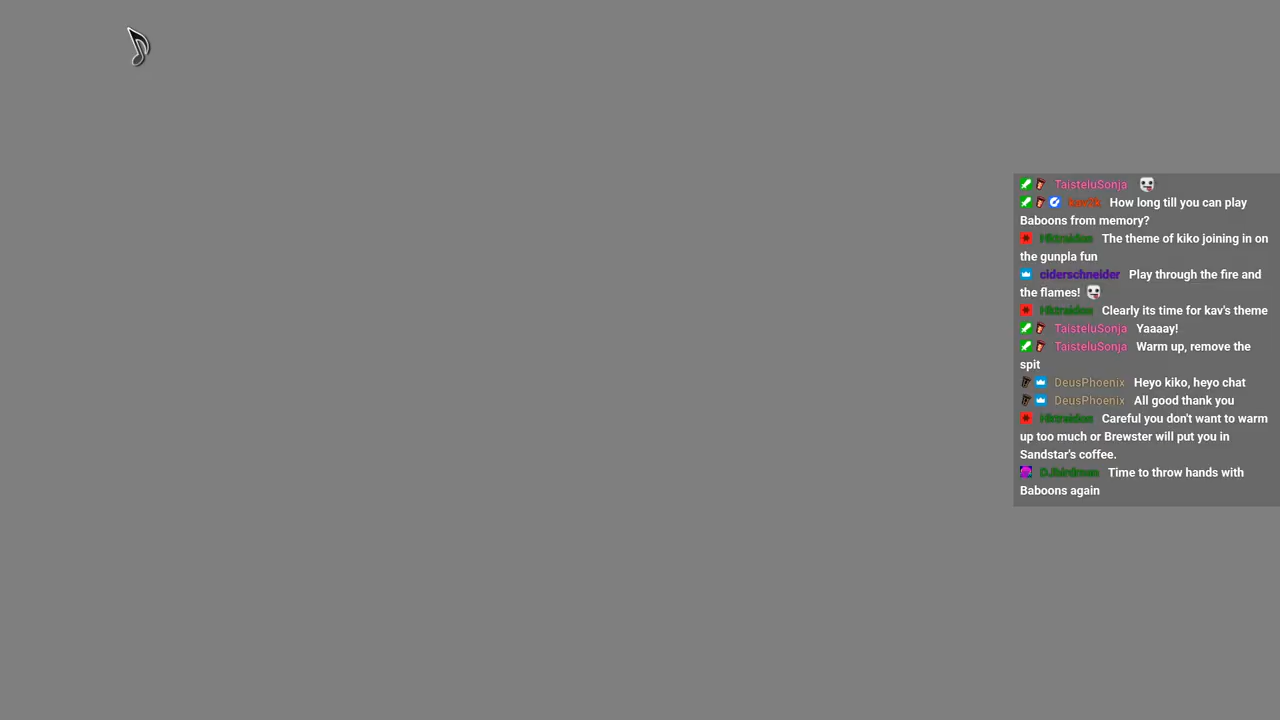 TaisteluSonja
How long till you can play
Baboons from memory?
The theme of kiko joining in on
the gunpla fun
ciderschneider Play through the fire and
the flames!
Clearly its time for kav's theme
TaisteluSonja Yaaaay!
TaisteluSonja Warm up, remove the
spit
DeusPhoenix Heyo kiko, heyo chat
DeusPhoenix All good thank you
Careful you don't want to warm
up too much or Brewster will put you in
Sandstar's coffee.
Time to throw hands with
Baboons again